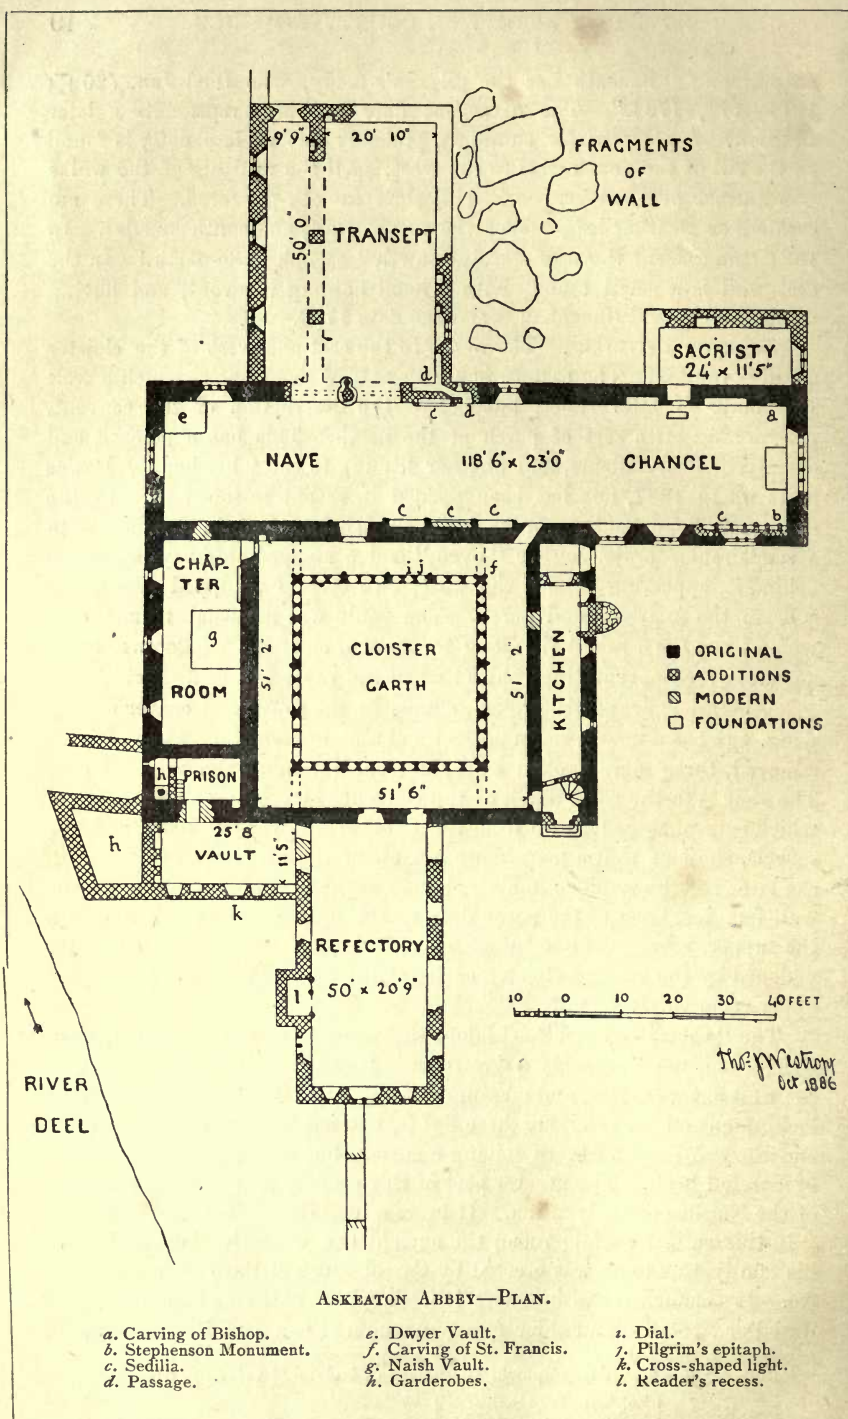 9' 9"
20' 10"
50' 0"
TRANSEPT
FRAGMENTS
OF
WALL
SACRISTY
24' x 11'5"
d
c
d
a
e
NAVE
118' 6" x 23' 0"
CHANCEL
c
c
c
c
b
CHAP-
TER
g
ROOM
i j
f
51' 2"
CLOISTER
GARTH
51' 2"
51' 6"
KITCHEN
ORIGINAL
ADDITIONS
MODERN
FOUNDATIONS
h
PRISON
25' 8
VAULT
11' 5"
h
k
REFECTORY
50' x 20' 9"
l
10 0 10 20 30 40 FEET
Thos. J Westropp
Oct 1886
RIVER
DEEL
ASKEATON ABBEY—PLAN.
a. Carving of Bishop.
b. Stephenson Monument.
c. Sedilia.
d. Passage.
e. Dwyer Vault.
f. Carving of St. Francis.
g. Naish Vault.
h. Garderobes.
i. Dial.
j. Pilgrim's epitaph.
k. Cross-shaped light.
l. Reader's recess.